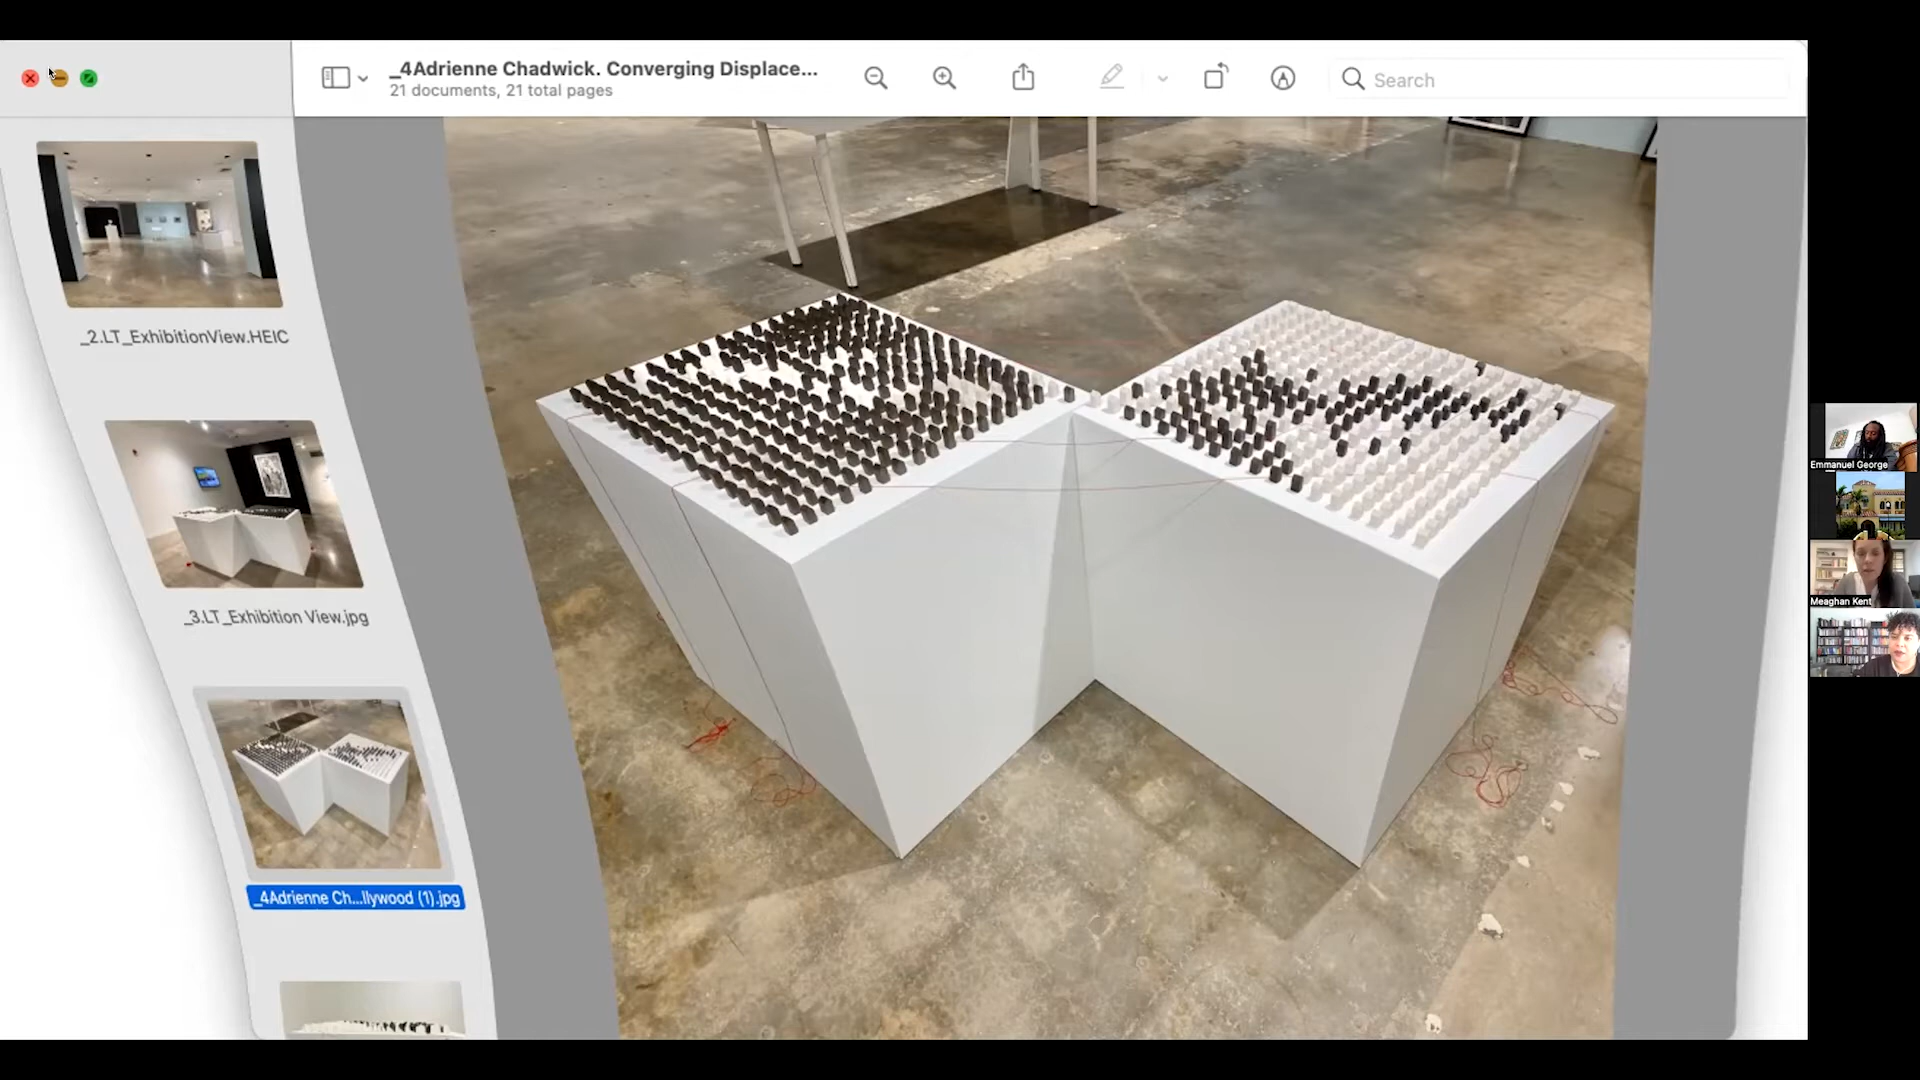 _4Adrienne Chadwick. Converging Displace...
21 documents, 21 total pages
Search
_2.LT_ExhibitionView.HEIC
_3.LT_Exhibition View.jpg
_4Adrienne Ch...llywood (1).jpg
Emmanuel George
Meaghan Kent